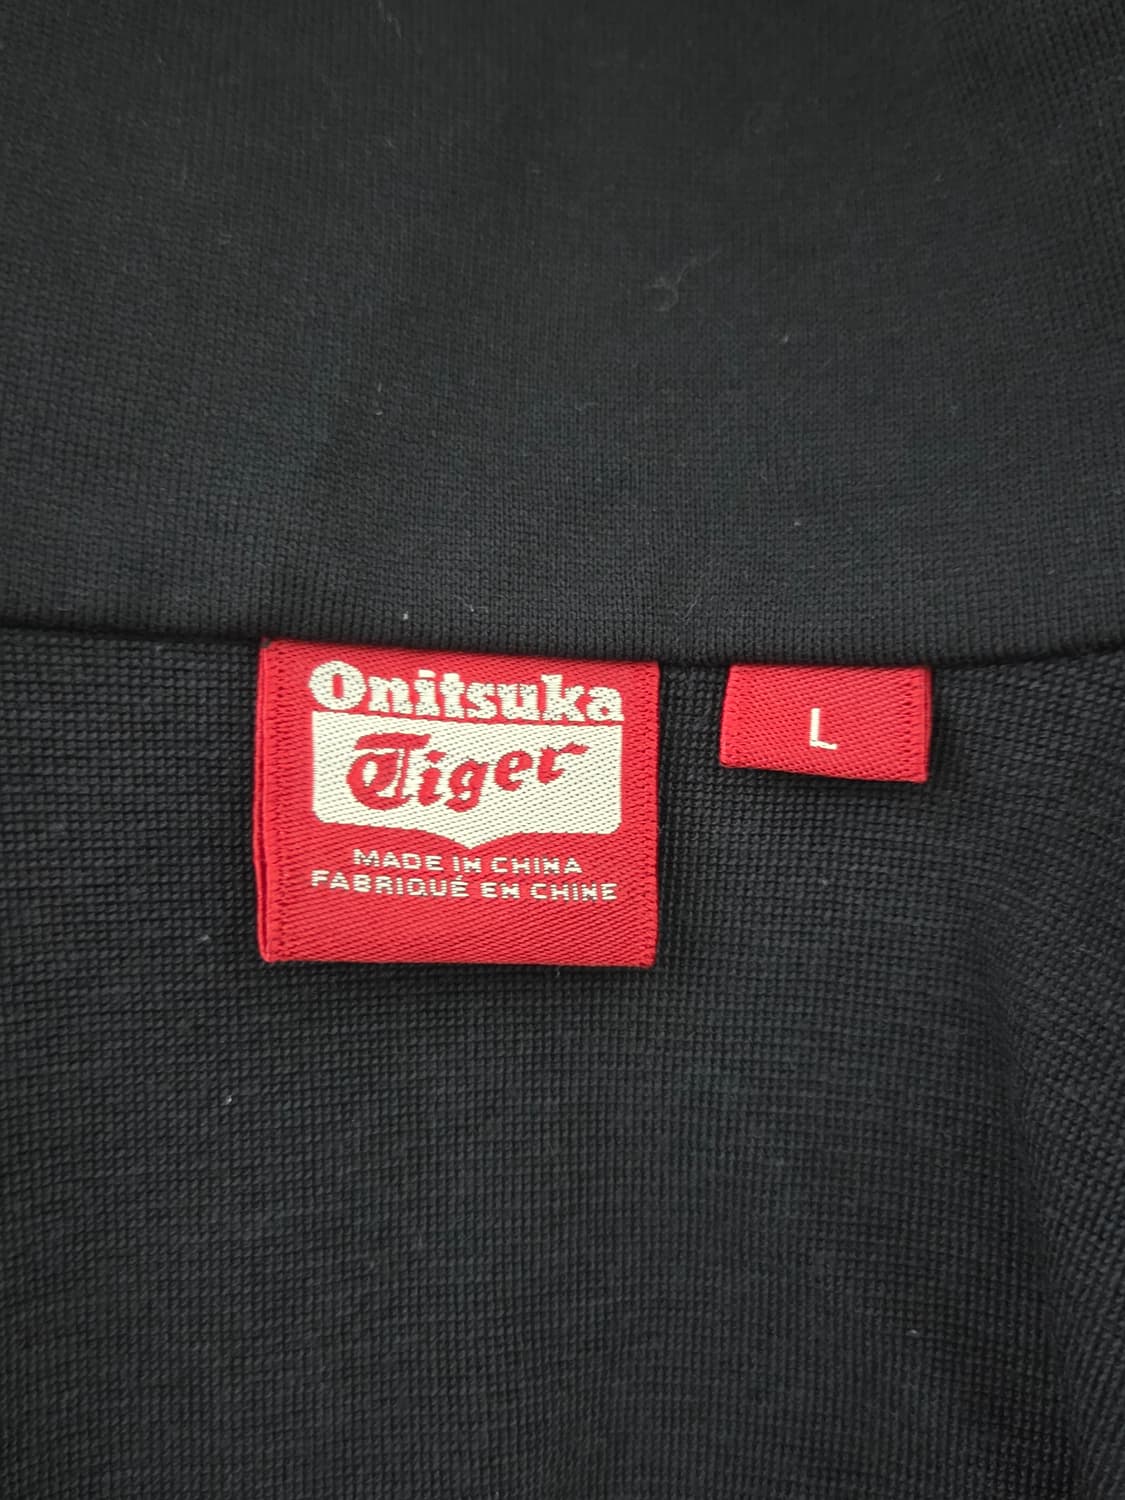 Onitsuka
Tiger
MADE IN CHINA
FABRIQUÉ EN CHINE
L